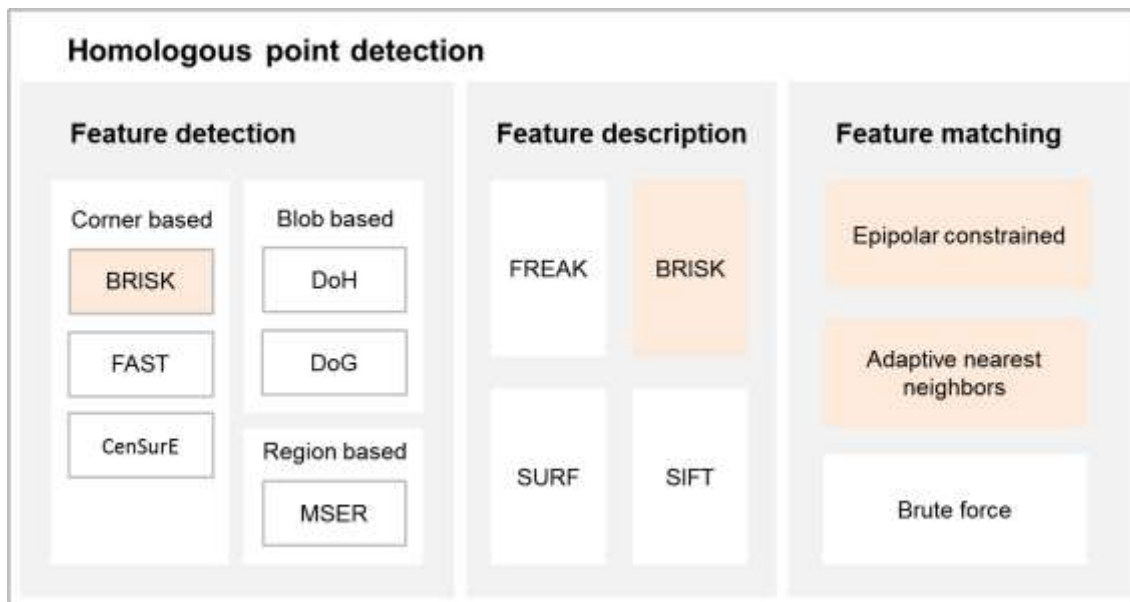 Homologous point detection
Feature detection
Corner based
BRISK
FAST
CenSurE
Blob based
DoH
DoG
Region based
MSER
Feature description
FREAK
BRISK
SURF
SIFT
Feature matching
Epipolar constrained
Adaptive nearest
neighbors
Brute force